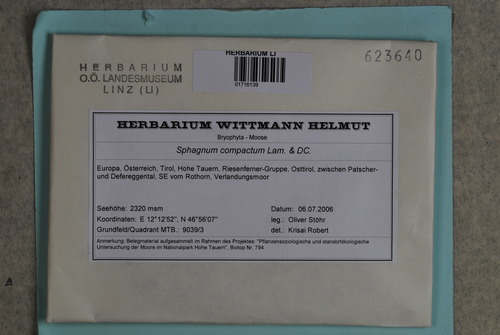 HERBARIUM
O.Ö. LANDESMUSEUM
LINZ (LI)
HERBARIUM LI
01716139
623640
HERBARIUM WITTMANN HELMUT
Bryophyta - Moose
Sphagnum compactum Lam. & DC.
Europa, Österreich, Tirol, Hohe Tauern, Riesenferner-Gruppe, Osttirol, zwischen Patscher-
und Defereggental, SE vom Rothorn, Verlandungsmoor
Seehöhe: 2320 msm
Datum: 06.07.2006
Koordinaten: E 12°12'52", N 46°56'07"
leg.: Oliver Stöhr
Grundfeld/Quadrant MTB.: 9039/3
det.: Krisai Robert
Anmerkung: Belegmaterial aufgesammelt im Rahmen des Projektes: "Pflanzensoziologische und standortökologische
Untersuchung der Moore im Nationalpark Hohe Tauern", Biotop Nr. 794